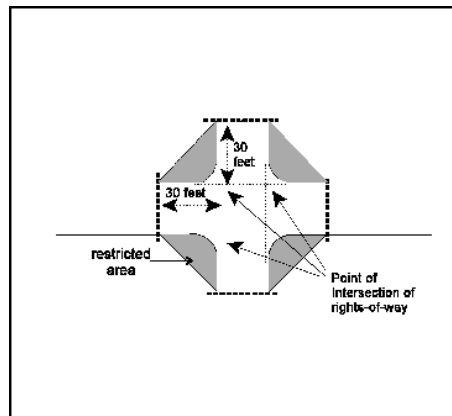 30
feet
30 feet
restricted
area
Point of
Intersection of
rights-of-way